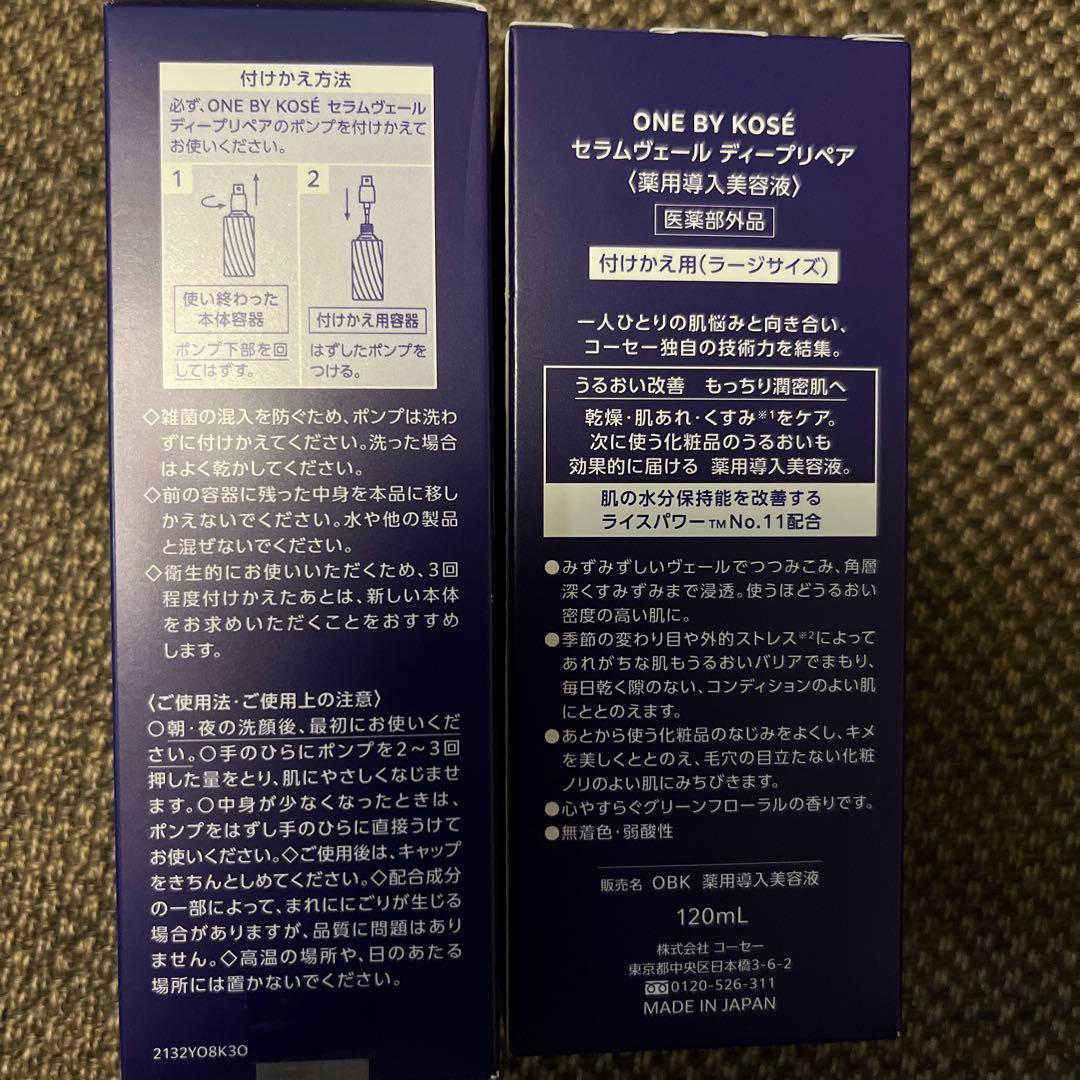 付けかえ方法
必ず、ONE BY KOSÉ セラムヴェール
ディープリペアのポンプを付けかえて
お使いください。
1
使い終わった
本体容器
ポンプ下部を回
してはずす。
2
付けかえ用容器
はずしたポンプを
つける。
◇雑菌の混入を防ぐため、ポンプは洗わ
ずに付けかえてください。洗った場合
はよく乾かしてください。
◇前の容器に残った中身を本品に移し
かえないでください。水や他の製品
と混ぜないでください。
◇衛生的にお使いいただくため、3回
程度付けかえたあとは、新しい本体
をお求めいただくことをおすすめ
します。
〈ご使用法・ご使用上の注意〉
○朝・夜の洗顔後、最初にお使いくだ
さい。○手のひらにポンプを2～3回
押した量をとり、肌にやさしくなじませ
ます。○中身が少なくなったときは、
ポンプをはずし手のひらに直接うけて
お使いください。◇ご使用後は、キャップ
をきちんとしめてください。◇配合成分
の一部によって、まれににごりが生じる
場合がありますが、品質に問題はあり
ません。◇高温の場所や、日のあたる
場所には置かないでください。
2132YO8K3O
ONE BY KOSÉ
セラムヴェール ディープリペア
〈薬用導入美容液〉
医薬部外品
付けかえ用(ラージサイズ)
一人ひとりの肌悩みと向き合い、
コーセー独自の技術力を結集。
うるおい改善 もっちり潤密肌へ
乾燥・肌あれ・くすみ※1をケア。
次に使う化粧品のうるおいも
効果的に届ける 薬用導入美容液。
肌の水分保持能を改善する
ライスパワー™No.11配合
●みずみずしいヴェールでつつみこみ、角層
深くすみずみまで浸透。使うほどうるおい
密度の高い肌に。
●季節の変わり目や外的ストレス※2によって
あれがちな肌もうるおいバリアでまもり、
毎日乾く隙のない、コンディションのよい肌
にととのえます。
●あとから使う化粧品のなじみをよくし、キメ
を美しくととのえ、毛穴の目立たない化粧
ノリのよい肌にみちびきます。
●心やすらぐグリーンフローラルの香りです。
●無着色・弱酸性
販売名 OBK 薬用導入美容液
120mL
株式会社 コーセー
東京都中央区日本橋3-6-2
0120-526-311
MADE IN JAPAN